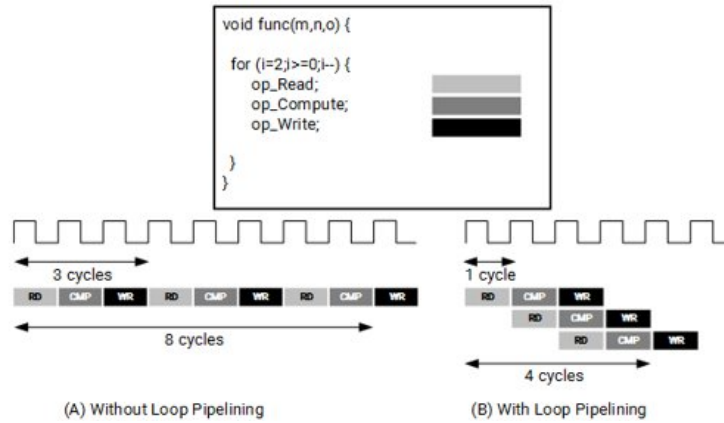 void func(m,n,o) {
for (i=2;i>=0;i--) {
op_Read;
op_Compute;
op_Write;
}
}
3 cycles
RD CMP WR RD CMP WR RD CMP WR
8 cycles
(A) Without Loop Pipelining
1 cycle
RD CMP WR
RD CMP WR
RD CMP WR
4 cycles
(B) With Loop Pipelining